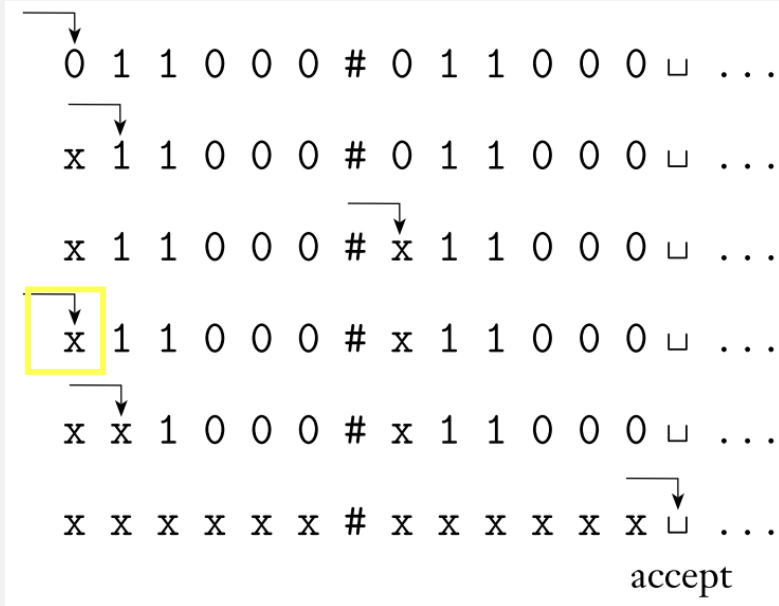 0 1 1 0 0 0 # 0 1 1 0 0 0 ⊔ ...
x 1 1 0 0 0 # 0 1 1 0 0 0 ⊔ ...
x 1 1 0 0 0 # x 1 1 0 0 0 ⊔ ...
x 1 1 0 0 0 # x 1 1 0 0 0 ⊔ ...
x x 1 0 0 0 # x 1 1 0 0 0 ⊔ ...
x x x x x x # x x x x x x ⊔ ...
accept